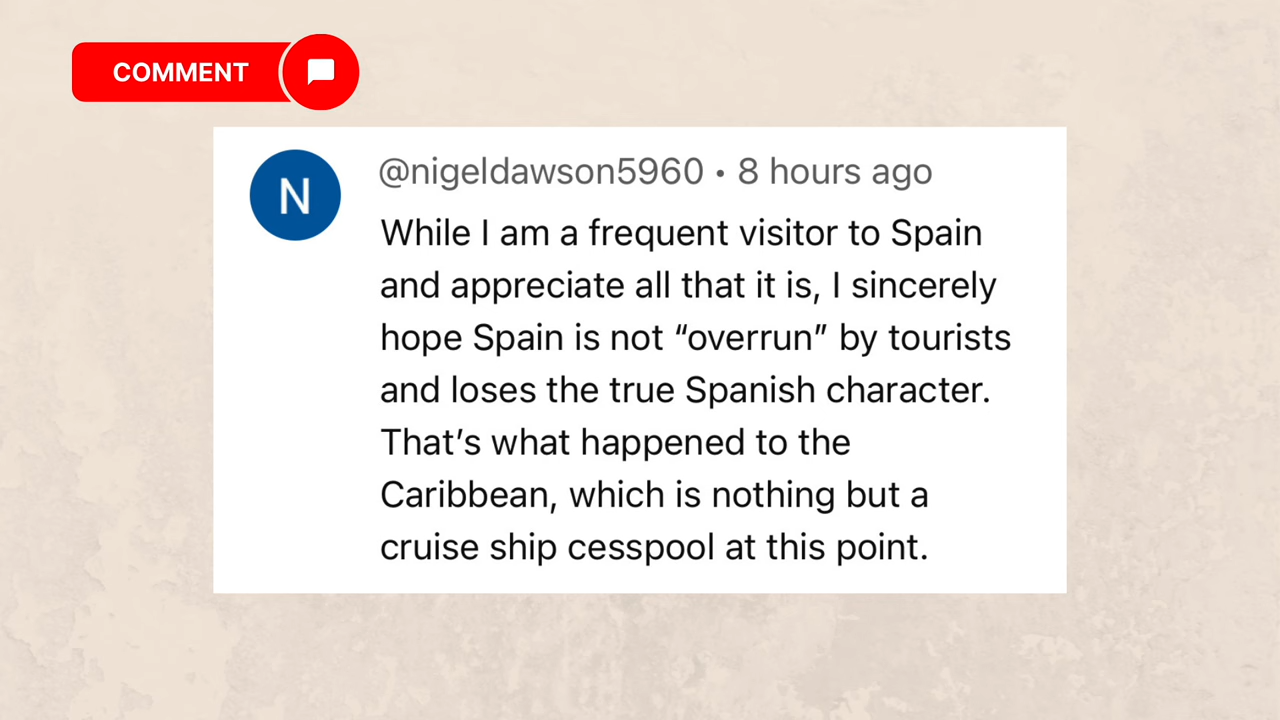 COMMENT
@nigeldawson5960 • 8 hours ago
N
While I am a frequent visitor to Spain
and appreciate all that it is, I sincerely
hope Spain is not “overrun” by tourists
and loses the true Spanish character.
That’s what happened to the
Caribbean, which is nothing but a
cruise ship cesspool at this point.